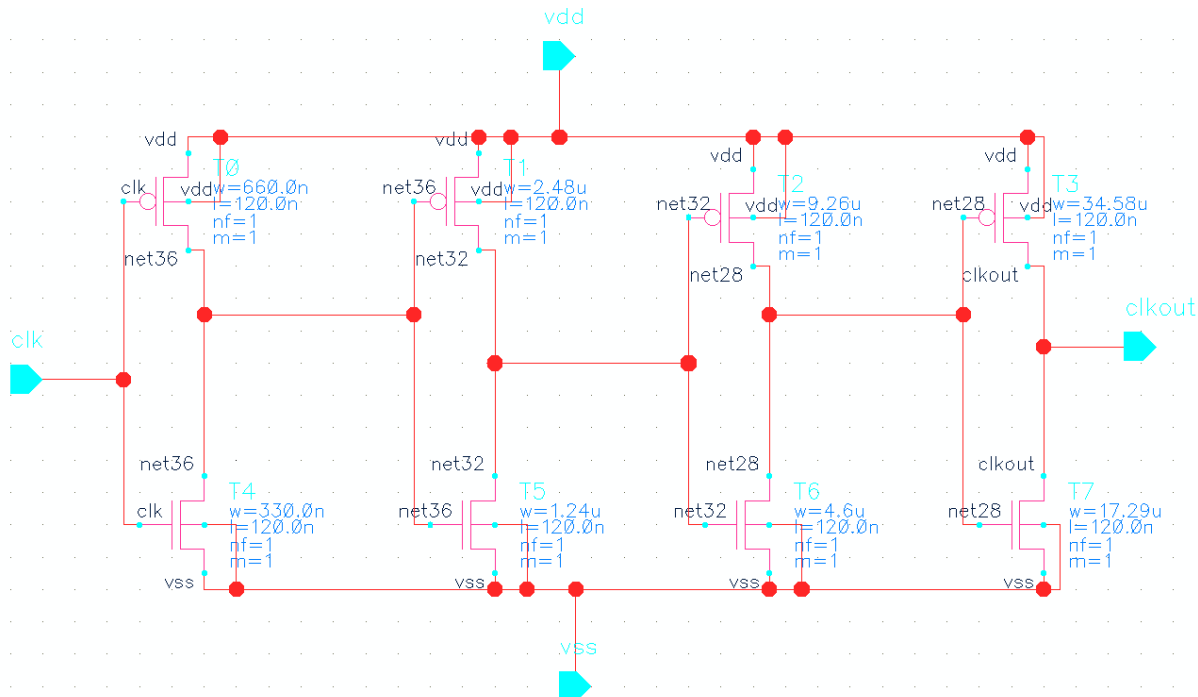 vdd
vdd
T0
clk
vdd
w=660.0n
l=120.0n
nf=1
m=1
net36
vdd
T1
net36
vdd
w=2.48u
l=120.0n
nf=1
m=1
net32
vdd
T2
net32
vdd
w=9.26u
l=120.0n
nf=1
m=1
net28
vdd
T3
net28
vdd
w=34.58u
l=120.0n
nf=1
m=1
clkout
clk
clkout
net36
T4
clk
w=330.0n
l=120.0n
nf=1
m=1
vss
net32
T5
net36
w=1.24u
l=120.0n
nf=1
m=1
vss
net28
T6
net32
w=4.6u
l=120.0n
nf=1
m=1
vss
clkout
T7
net28
w=17.29u
l=120.0n
nf=1
m=1
vss
vss